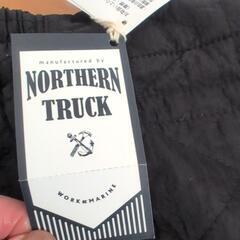 manufactured by
NORTHERN
TRUCK
WORK & MARINE